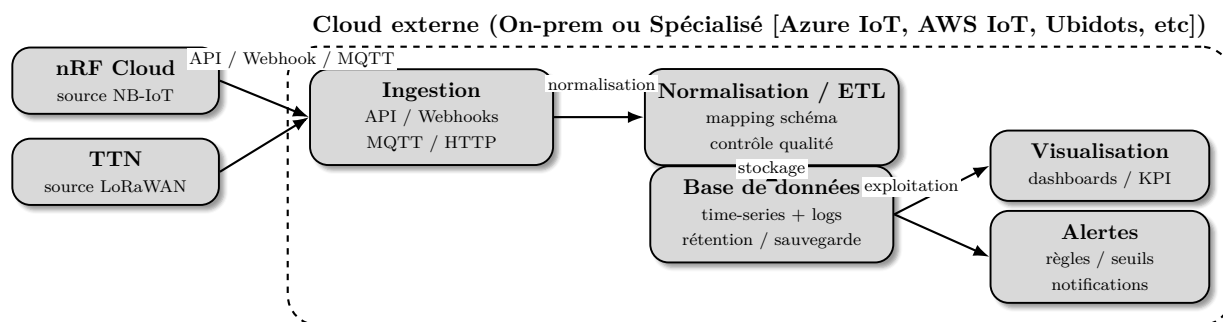 Cloud externe (On-prem ou Spécialisé [Azure IoT, AWS IoT, Ubidots, etc])
API / Webhook / MQTT
nRF Cloud
source NB-IoT
TTN
source LoRaWAN
Ingestion
API / Webhooks
MQTT / HTTP
normalisation
Normalisation / ETL
mapping schéma
contrôle qualité
stockage
Base de données
time-series + logs
rétention / sauvegarde
exploitation
Visualisation
dashboards / KPI
Alertes
règles / seuils
notifications